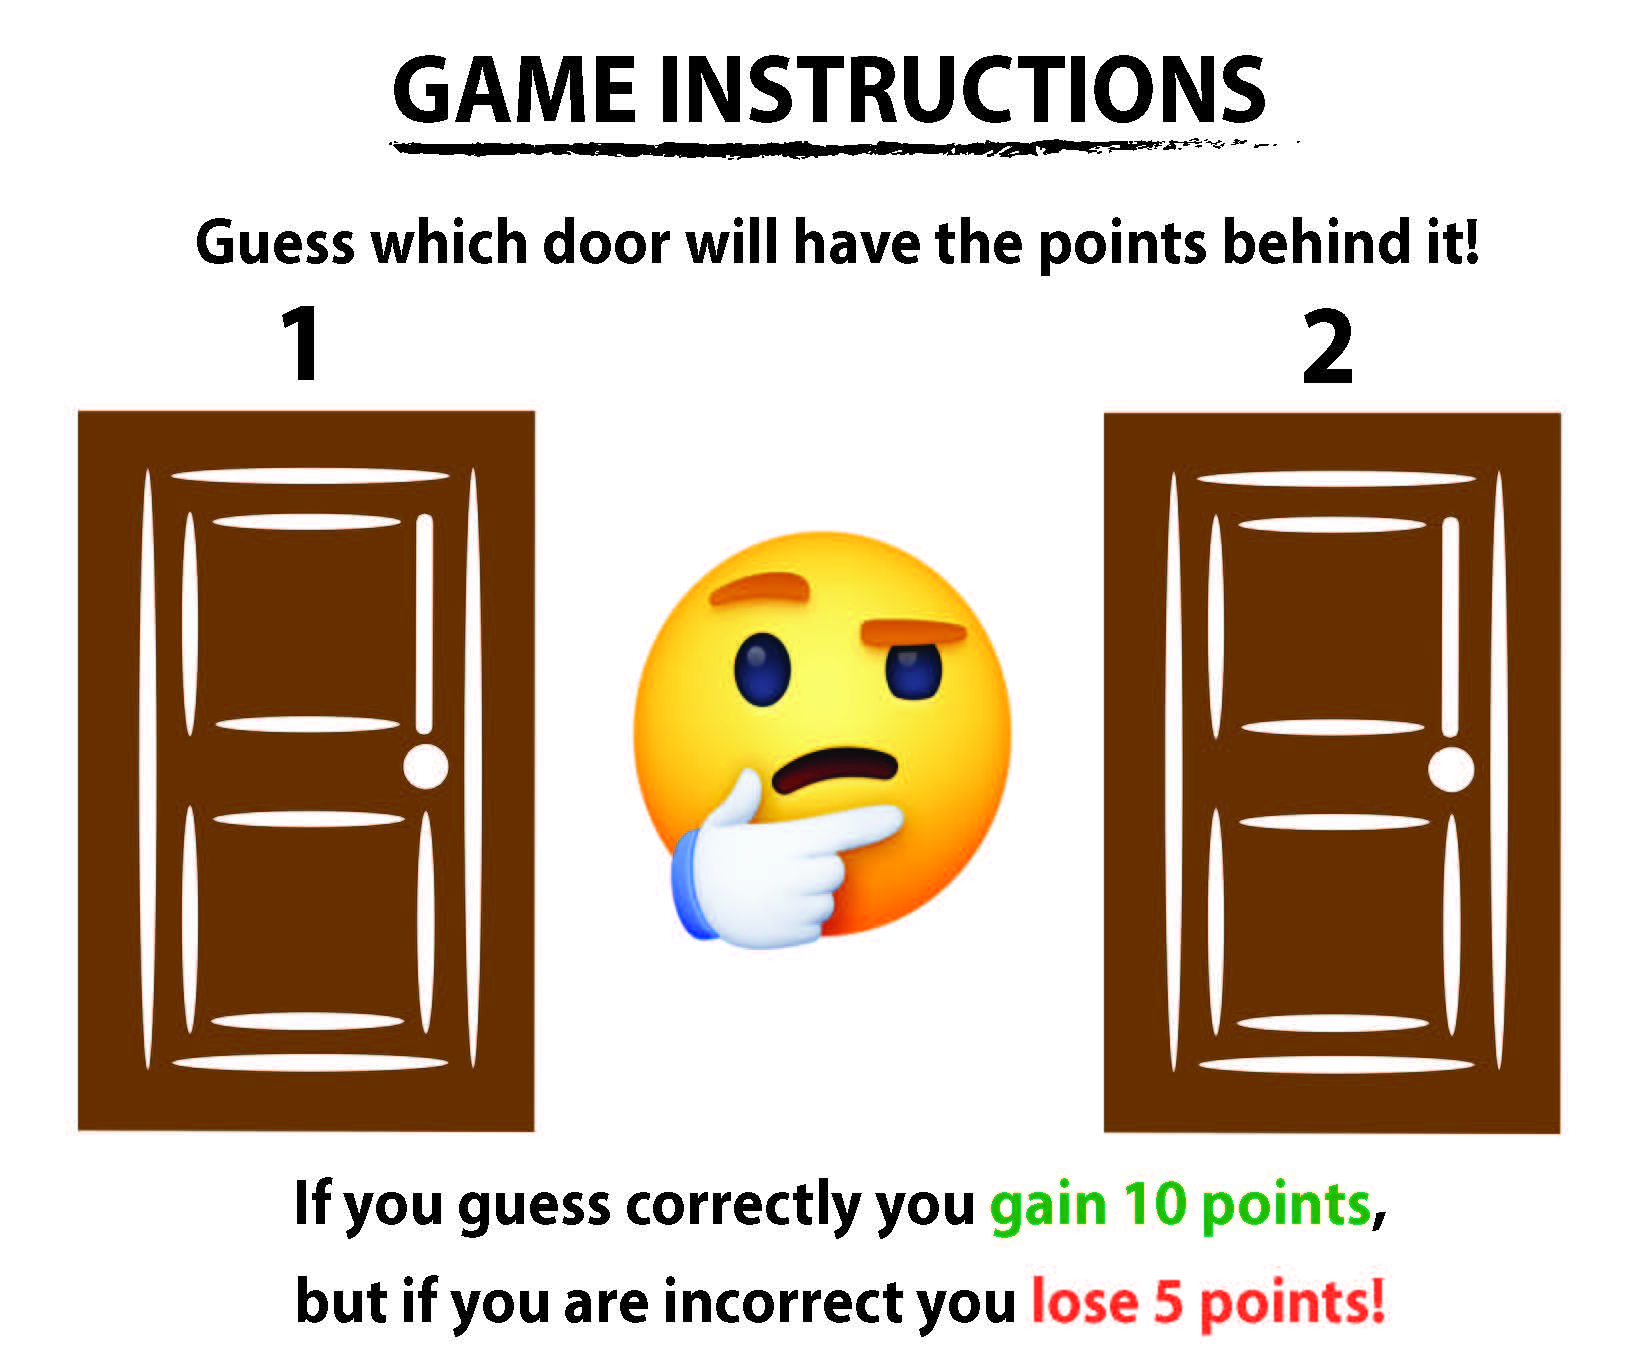 GAME INSTRUCTIONS
Guess which door will have the points behind it!
1
2
If you guess correctly you gain 10 points,
but if you are incorrect you lose 5 points!